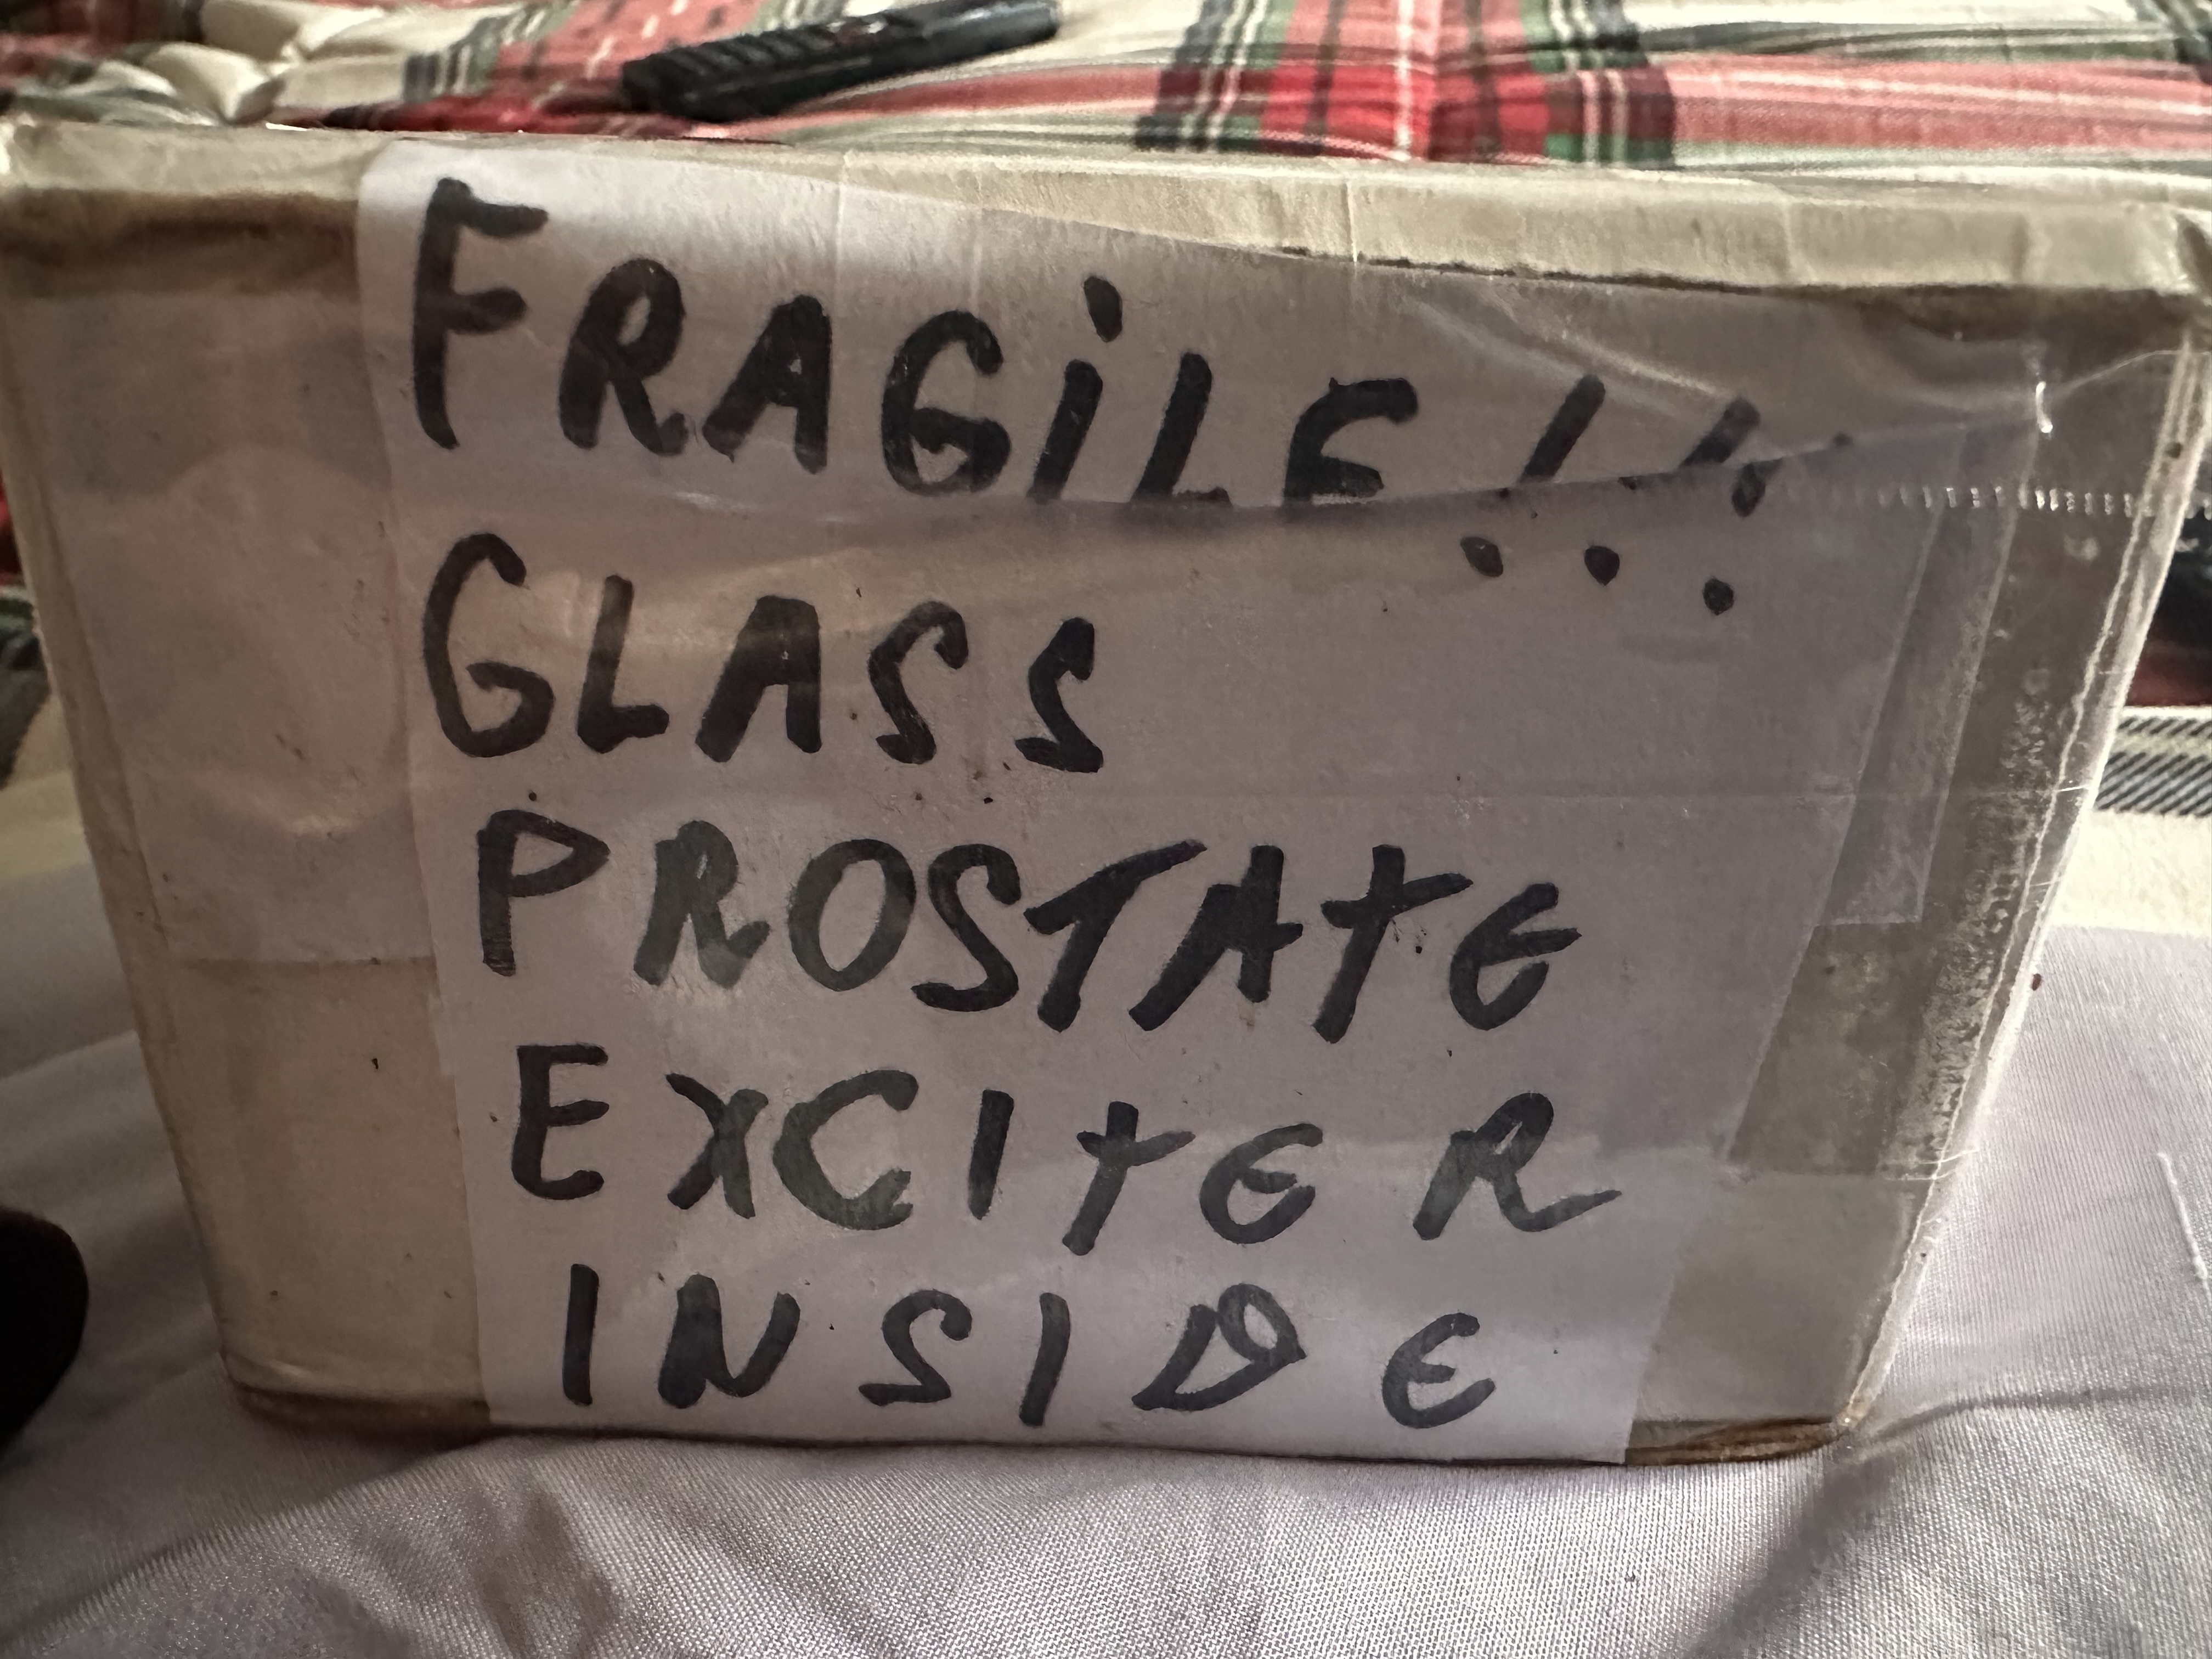 FRAGiLE!!!
GLASS
PROSTATE
EXCITER
INSIDE